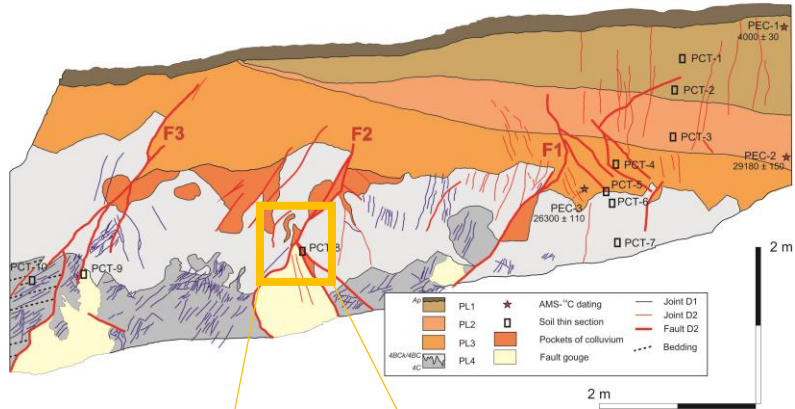 PEC-1
4000 ± 30
PCT-1
PCT-2
F3
F2
PCT-3
F1
PEC-2
29180 ± 150
PCT-4
PCT-5
PEC-3
26300 ± 110
PCT-6
PCT-8
PCT-7
PCT-10
PCT-9
2 m
Ap
PL1
AMS-¹⁴C dating
Joint D1
PL2
Soil thin section
Joint D2
Fault D2
PL3
Pockets of colluvium
Bedding
4BCk/4BC
4C
PL4
Fault gouge
2 m